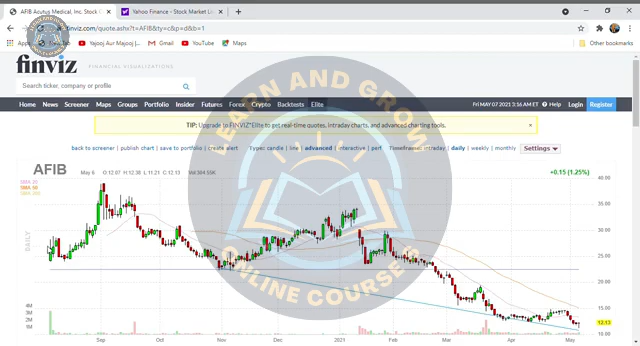 AFIB Acutus Medical, Inc. Stock Q
Yahoo Finance - Stock Market L
finviz.com/quote.ashx?t=AFIB&ty=c&p=d&b=1
Apps
YouTube
Yajooj Aur Majooj
Gmail
YouTube
Maps
Other bookmarks
finviz
FINANCIAL VISUALIZATIONS
Search ticker, company or profile
Home News Screener Maps Groups Portfolio Insider Futures Forex Crypto Backtests Elite
FRI MAY 07 2021 3:36 AM ET Help Login Register
TIP: Upgrade to FINVIZ*Elite to get real-time quotes, intraday charts, and advanced charting tools. ×
back to screener | publish chart | save to portfolio | create alert
Type: candle | line | advanced | interactive | perf.
Timeframe: intraday | daily | weekly | monthly
Settings
AFIB
May 6 O:12.07 H:12.38 L:11.21 C:12.13 Vol:384.55K
+0.15 (1.25%)
SMA 20
SMA 50
SMA 200
DAILY
40.00
35.00
30.00
25.00
20.00
15.00
12.13
10.00
4M
3M
2M
1M
Sep Oct Nov Dec 2021 Feb Mar Apr May
LEARN AND GROW
ONLINE COURSES